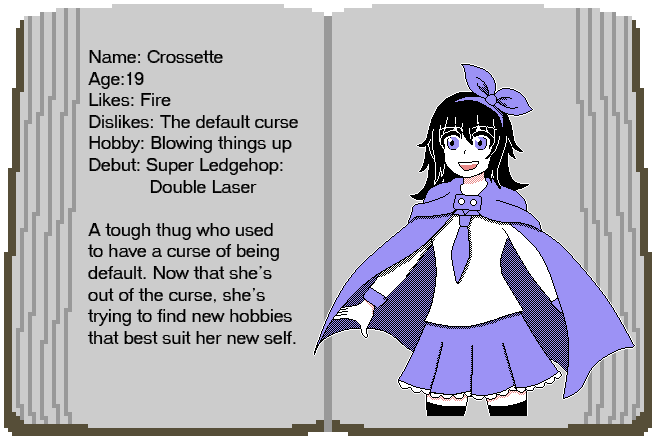 Name: Crossette
Age:19
Likes: Fire
Dislikes: The default curse
Hobby: Blowing things up
Debut: Super Ledgehop:
Double Laser
A tough thug who used
to have a curse of being
default. Now that she's
out of the curse, she's
trying to find new hobbies
that best suit her new self.